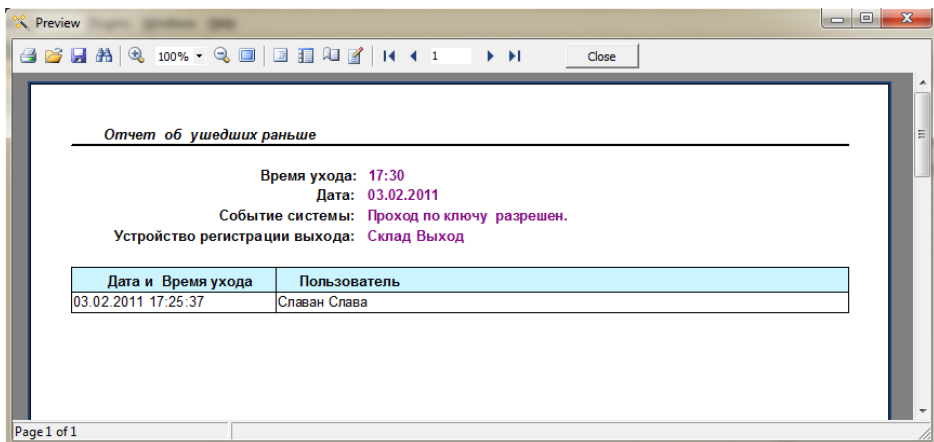 Preview
100%
1
Close
Отчет об ушедших раньше
Время ухода: 17:30
Дата: 03.02.2011
Событие системы: Проход по ключу разрешен.
Устройство регистрации выхода: Склад Выход
Дата и Время ухода Пользователь
03.02.2011 17:25:37 Славан Слава
Page 1 of 1